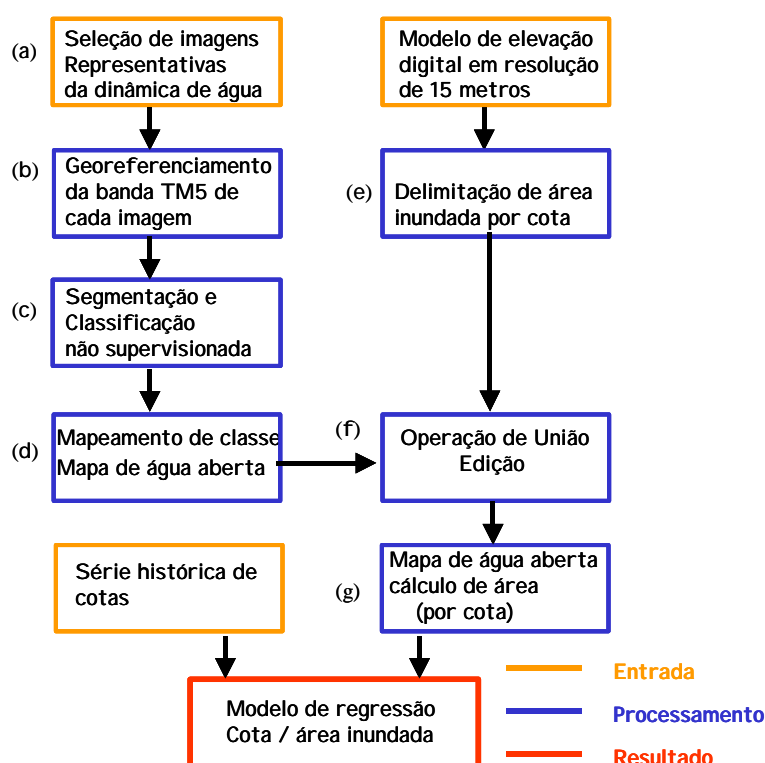 (a)
Seleção de imagens
Representativas
da dinâmica de água
Modelo de elevação
digital em resolução
de 15 metros
(b)
Georeferenciamento
da banda TM5 de
cada imagem
(e)
Delimitação de área
inundada por cota
(c)
Segmentação e
Classificação
não supervisionada
(d)
Mapeamento de classe
Mapa de água aberta
(f)
Operação de União
Edição
Série histórica de
cotas
(g)
Mapa de água aberta
cálculo de área
(por cota)
Modelo de regressão
Cota / área inundada
Entrada
Processamento
Resultado